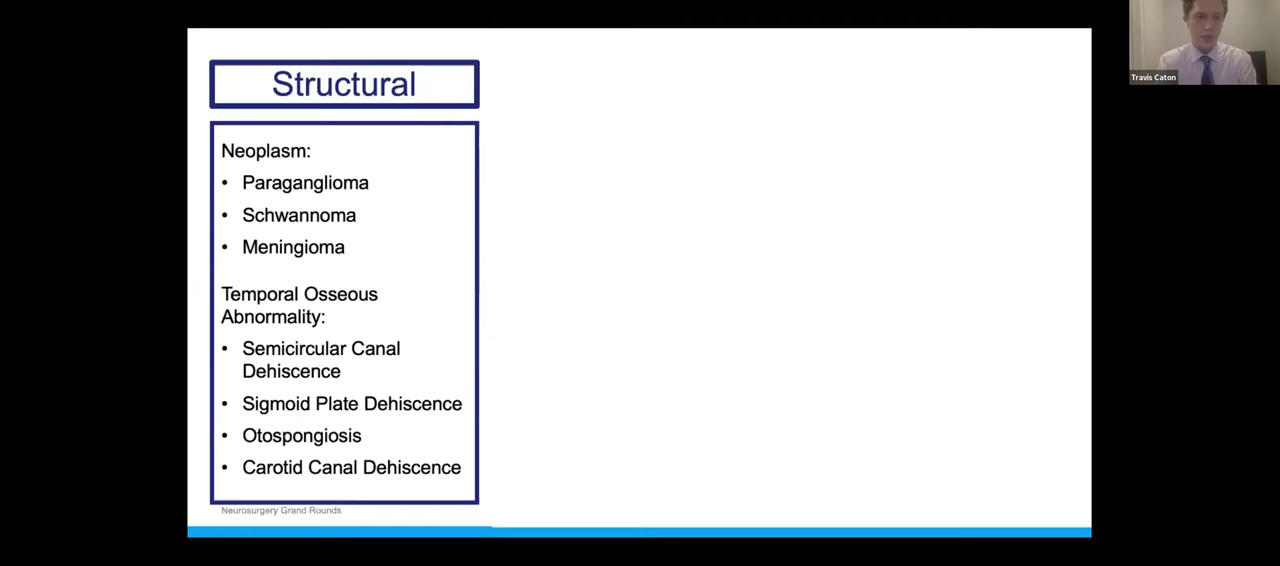 Structural
Neoplasm:
• Paraganglioma
• Schwannoma
• Meningioma
Temporal Osseous
Abnormality:
• Semicircular Canal
Dehiscence
• Sigmoid Plate Dehiscence
• Otospongiosis
• Carotid Canal Dehiscence
Neurosurgery Grand Rounds
Travis Caton